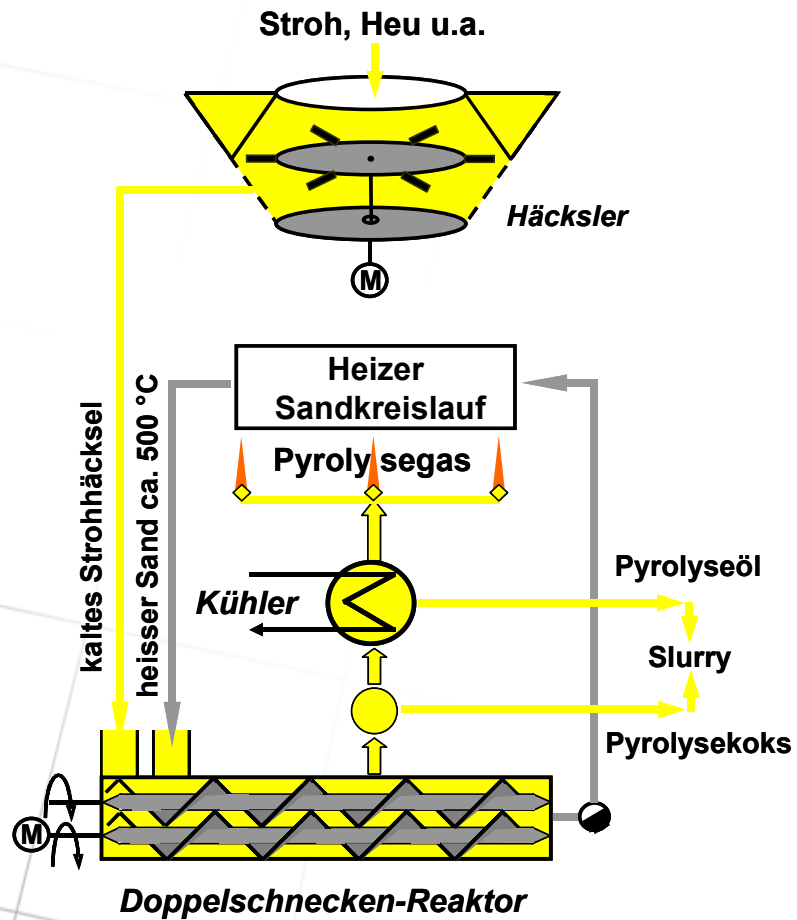 Stroh, Heu u.a.
Häcksler
M
kaltes Strohhäcksel
heisser Sand ca. 500 °C
Heizer
Sandkreislauf
Pyrolysegas
Kühler
Pyrolyseöl
Slurry
Pyrolysekoks
M
Doppelschnecken-Reaktor